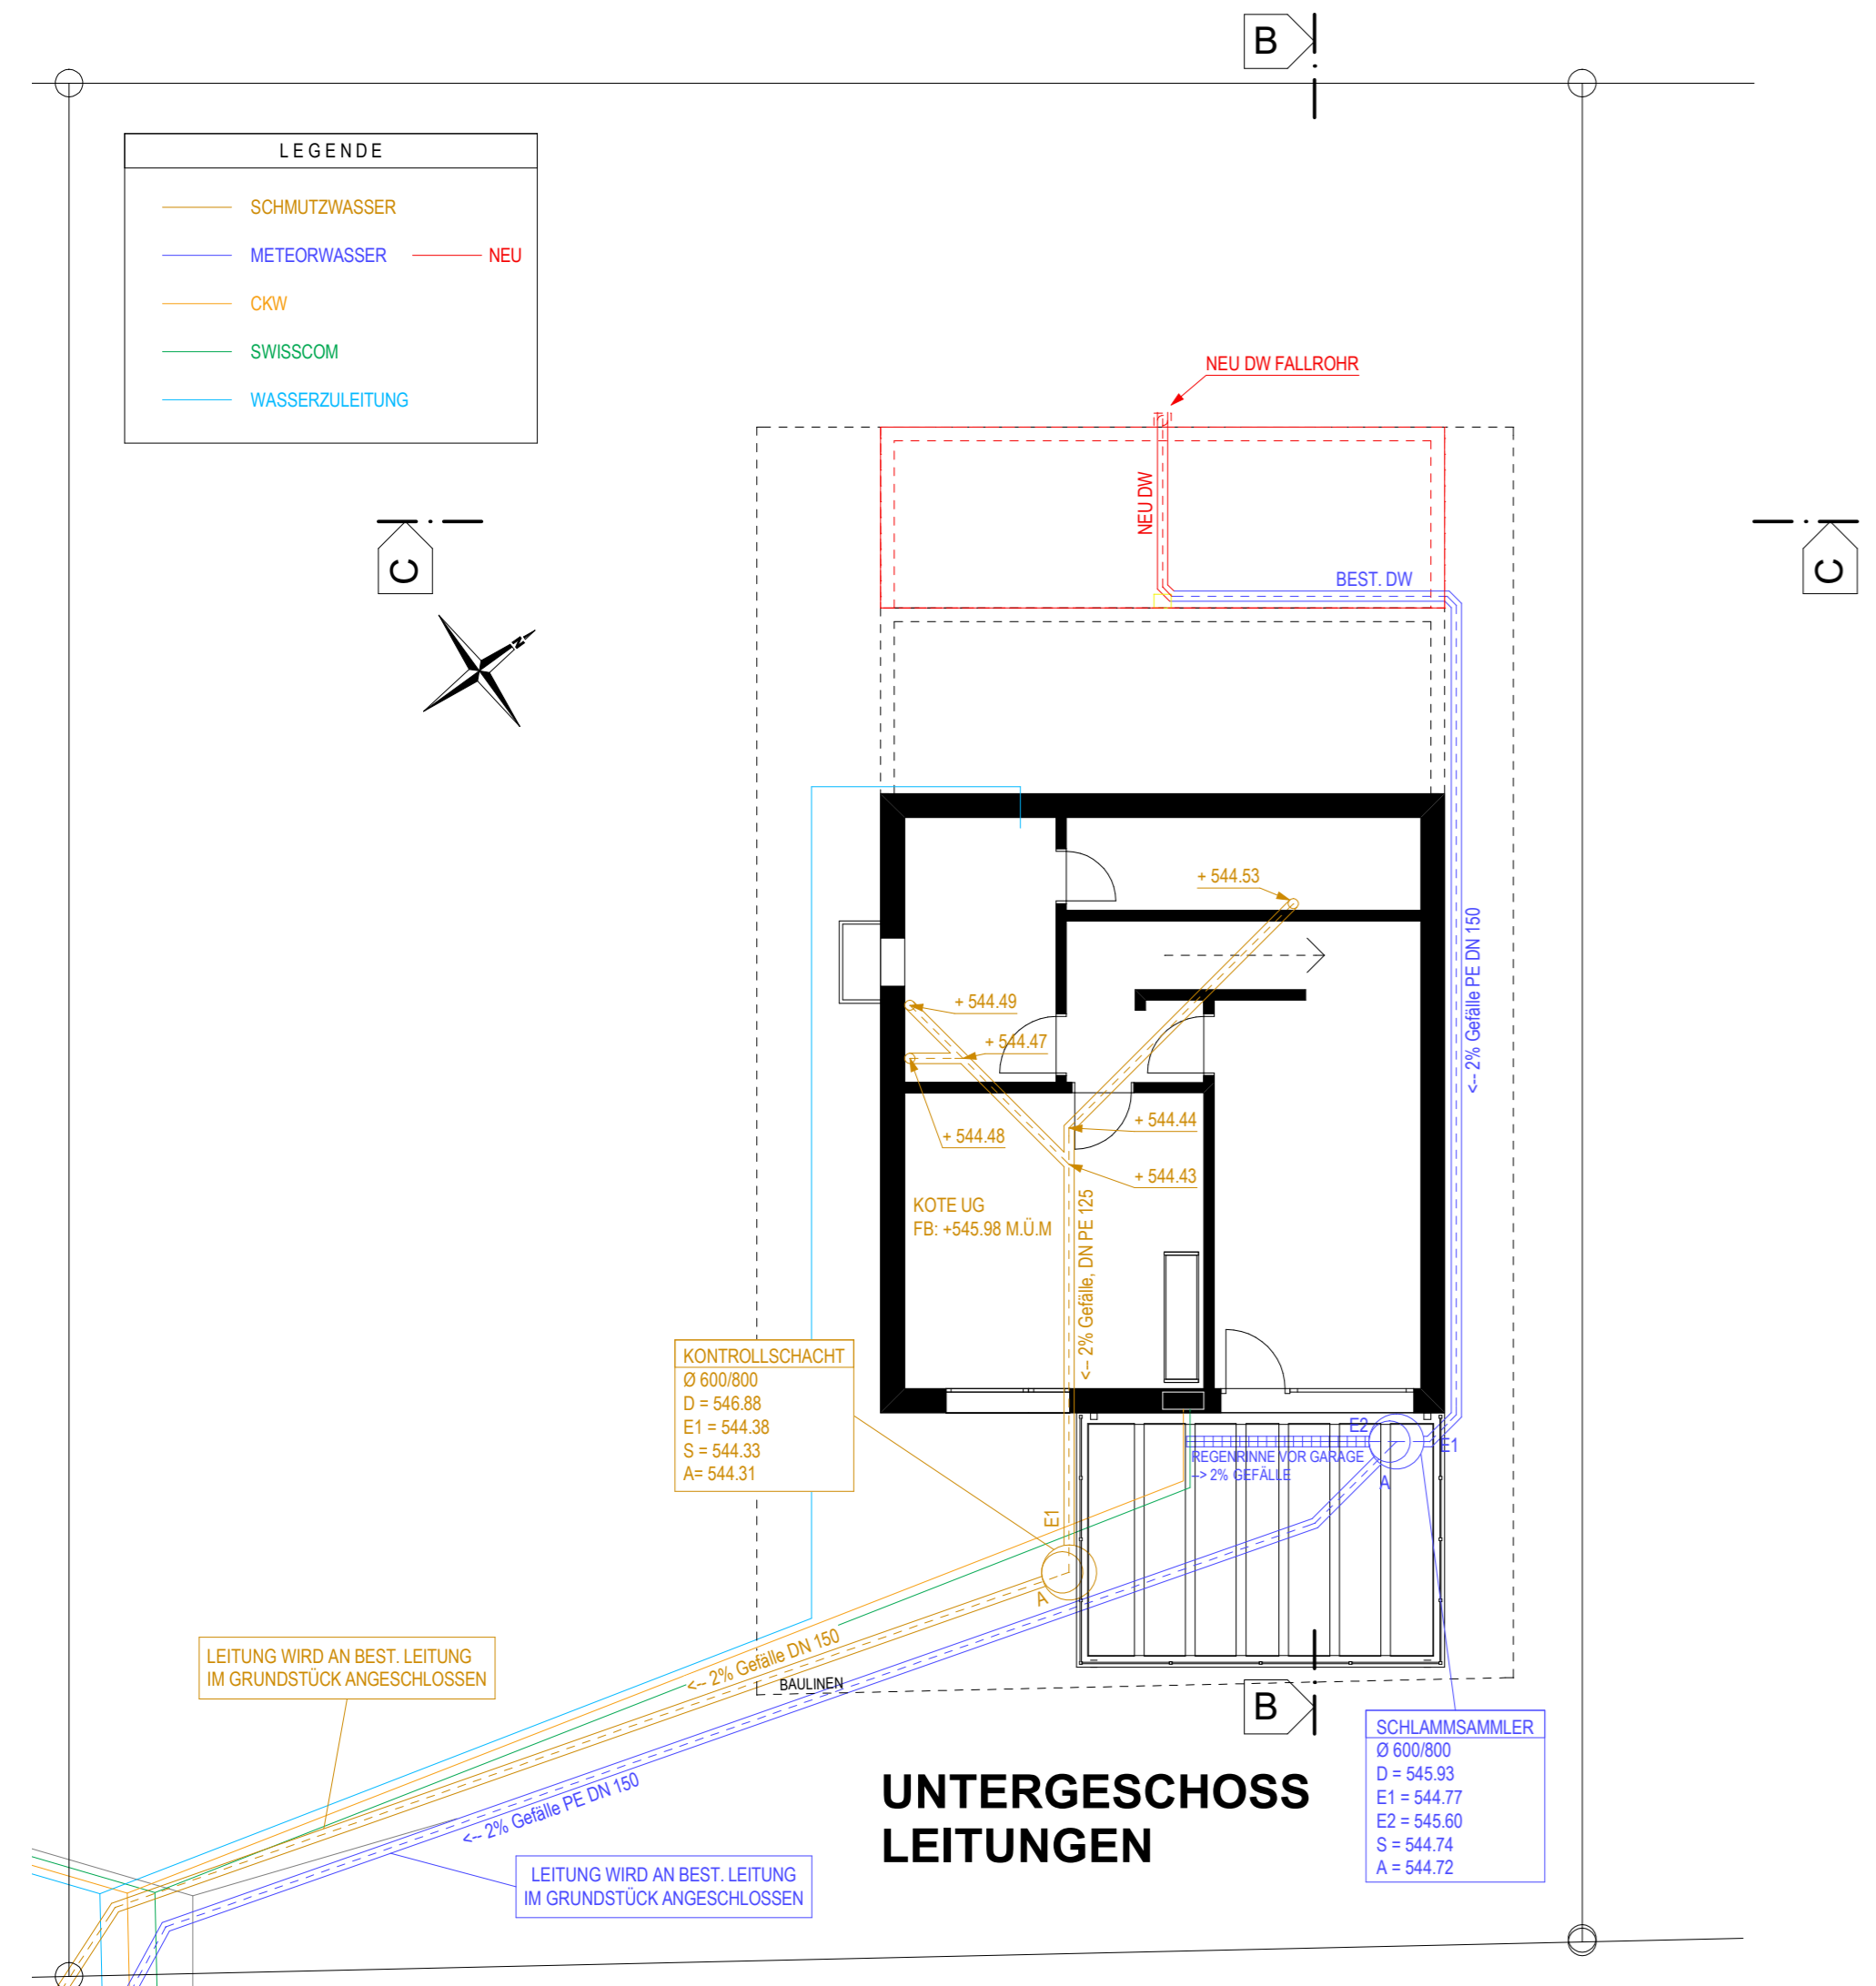 B
LEGENDE
SCHMUTZWASSER
METEORWASSER NEU
CKW
SWISSCOM
WASSERZULEITUNG
NEU DW FALLROHR
NEU DW
C
C
BEST. DW
N
+ 544.53
<-- 2% Gefälle PE DN 150
+ 544.49
+ 544.47
+ 544.48
+ 544.44
+ 544.43
KOTE UG
FB: +545.98 M.Ü.M
<-- 2% Gefälle, DN PE 125
KONTROLLSCHACHT
Ø 600/800
D = 546.88
E1 = 544.38
S = 544.33
A= 544.31
E2
E1
REGENRINNE VOR GARAGE
--> 2% GEFÄLLE
A
E1
A
<-- 2% Gefälle DN 150
BAULINEN
LEITUNG WIRD AN BEST. LEITUNG
IM GRUNDSTÜCK ANGESCHLOSSEN
B
SCHLAMMSAMMLER
Ø 600/800
D = 545.93
E1 = 544.77
E2 = 545.60
S = 544.74
A = 544.72
<-- 2% Gefälle PE DN 150
UNTERGESCHOSS
LEITUNGEN
LEITUNG WIRD AN BEST. LEITUNG
IM GRUNDSTÜCK ANGESCHLOSSEN